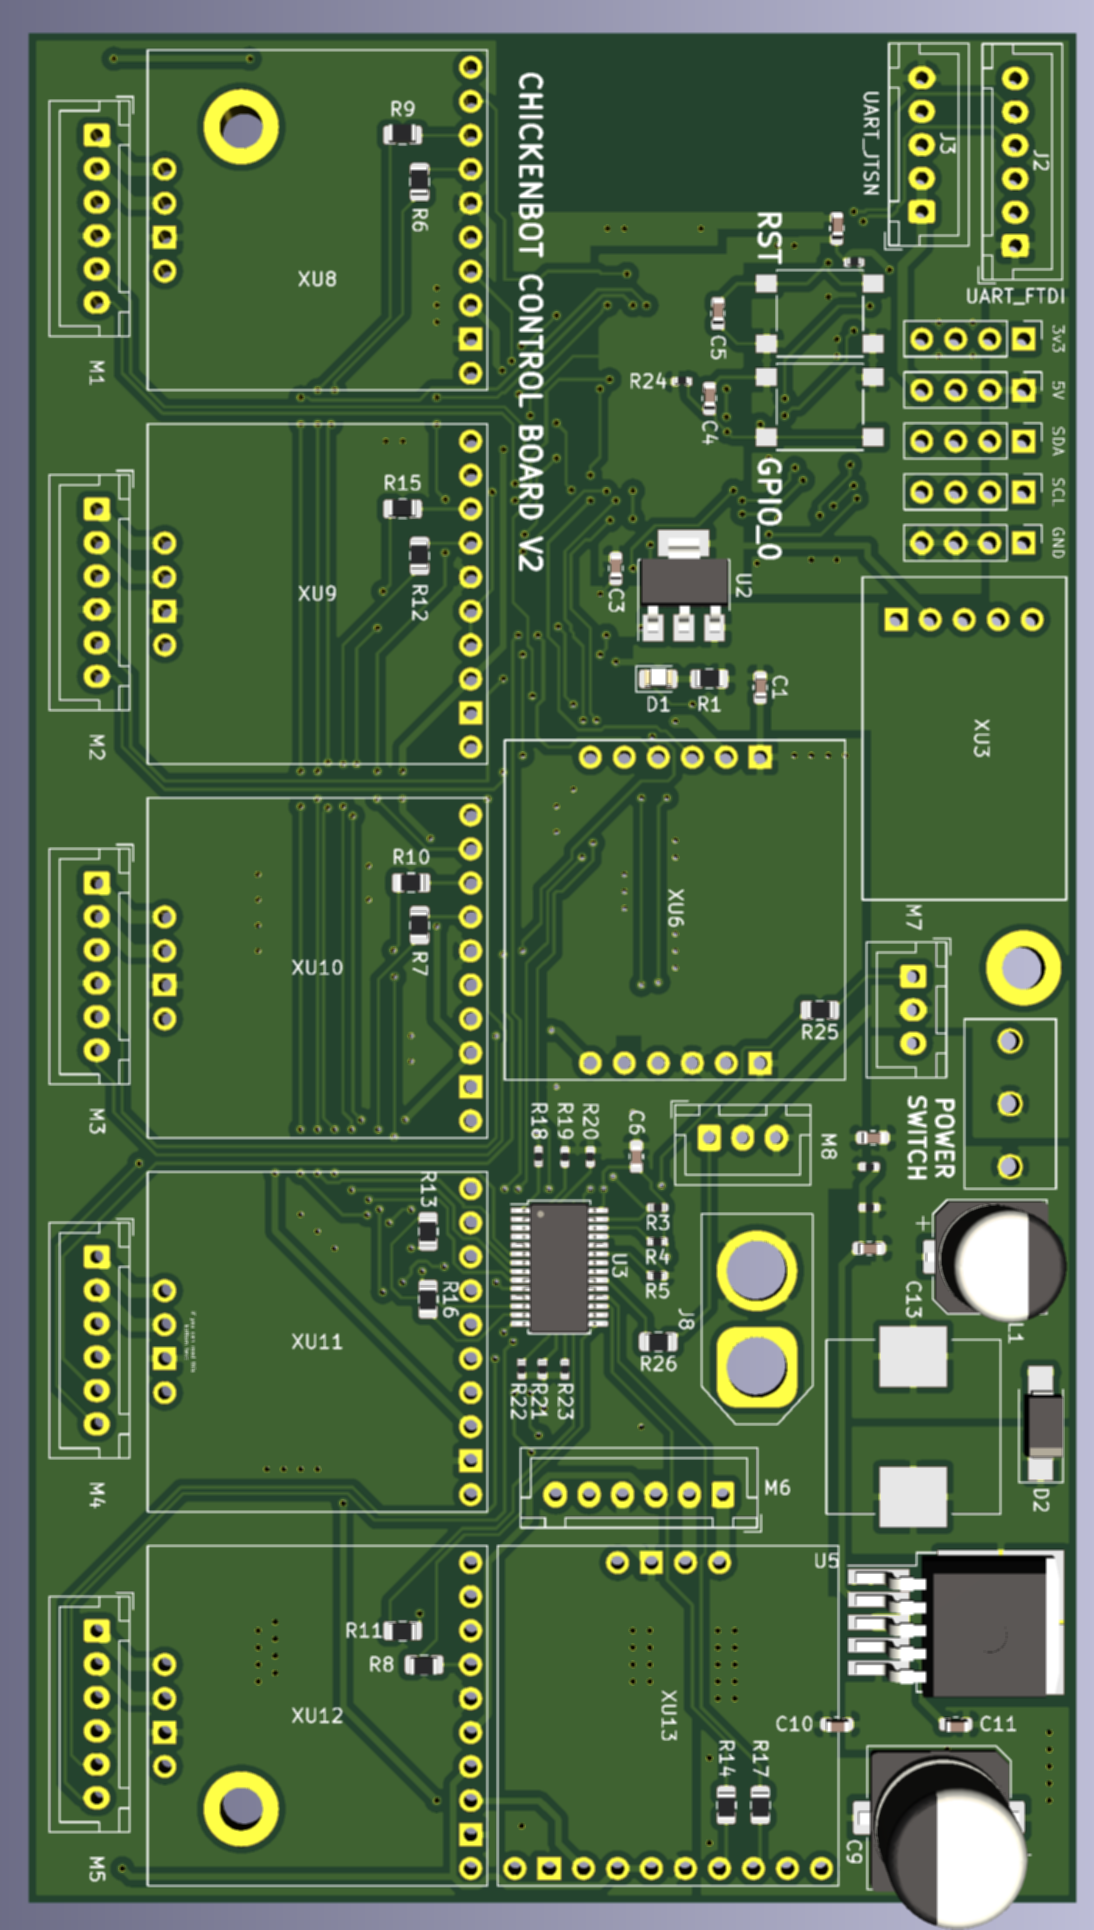 CHICKENBOT CONTROL BOARD V2
UART_JTSN
J3
J2
UART_FTDI
R9
R6
XU8
M1
RST
C5
R24
C4
GPIO_0
3v3
5V
SDA
SCL
GND
R15
R12
XU9
M2
C3
U2
D1
R1
C1
XU3
R10
R7
XU10
M3
XU6
R25
M7
POWER
SWITCH
R18
R19
R20
C6
M8
R13
R16
XU11
M4
U3
R3
R4
R5
R26
J8
R22
R21
R23
+
C13
L1
D2
M6
U5
R11
R8
XU12
M5
XU13
R14
R17
C10
C11
C9